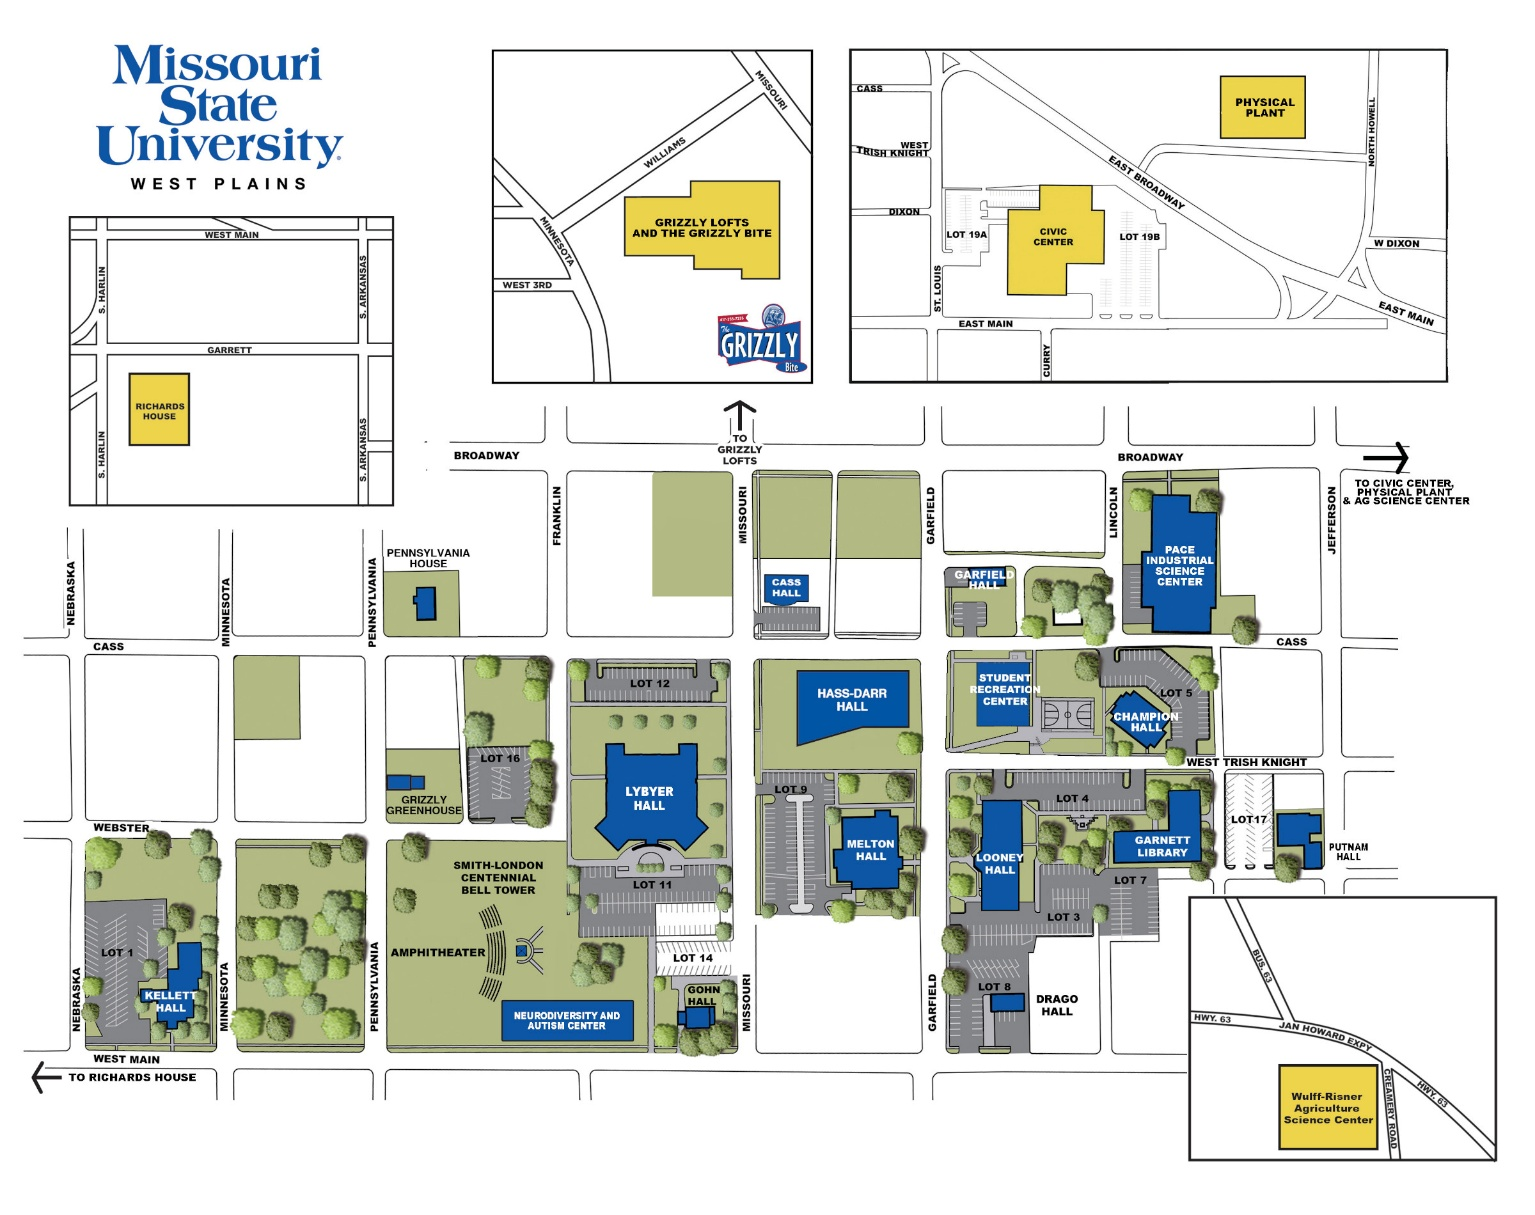 Missouri
State
University
WEST PLAINS
WEST MAIN
S. HARLIN
S. ARKANSAS
GARRETT
RICHARDS
HOUSE
S. HARLIN
S. ARKANSAS
MISSOURI
WILLIAMS
MINNESOTA
GRIZZLY LOFTS
AND THE GRIZZLY BITE
WEST 3RD
The
GRIZZLY
Bite
CASS
WEST
TRISH KNIGHT
DIXON
ST. LOUIS
LOT 19A
CIVIC
CENTER
LOT 19B
EAST BROADWAY
PHYSICAL
PLANT
NORTH HOWELL
W DIXON
EAST MAIN
EAST MAIN
CURRY
TO
GRIZZLY
LOFTS
BROADWAY
BROADWAY
TO CIVIC CENTER,
PHYSICAL PLANT
& AG SCIENCE CENTER
NEBRASKA
MINNESOTA
PENNSYLVANIA
FRANKLIN
MISSOURI
GARFIELD
LINCOLN
JEFFERSON
PENNSYLVANIA
HOUSE
CASS
HALL
GARFIELD
HALL
PACE
INDUSTRIAL
SCIENCE
CENTER
CASS
CASS
LOT 12
HASS-DARR
HALL
STUDENT
RECREATION
CENTER
LOT 5
CHAMPION
HALL
LOT 16
WEST TRISH KNIGHT
GRIZZLY
GREENHOUSE
LYBYER
HALL
LOT 9
LOT 4
WEBSTER
MELTON
HALL
LOONEY
HALL
GARNETT
LIBRARY
LOT17
PUTNAM
HALL
SMITH-LONDON
CENTENNIAL
BELL TOWER
LOT 11
LOT 7
LOT 3
LOT 1
AMPHITHEATER
LOT 14
KELLETT
HALL
NEBRASKA
MINNESOTA
PENNSYLVANIA
MISSOURI
GARFIELD
GOHN
HALL
LOT 8
DRAGO
HALL
NEURODIVERSITY AND
AUTISM CENTER
WEST MAIN
TO RICHARDS HOUSE
BUS. 63
HWY. 63
JAN HOWARD EXPY
CREAMERY ROAD
HWY. 63
Wulff-Risner
Agriculture
Science Center